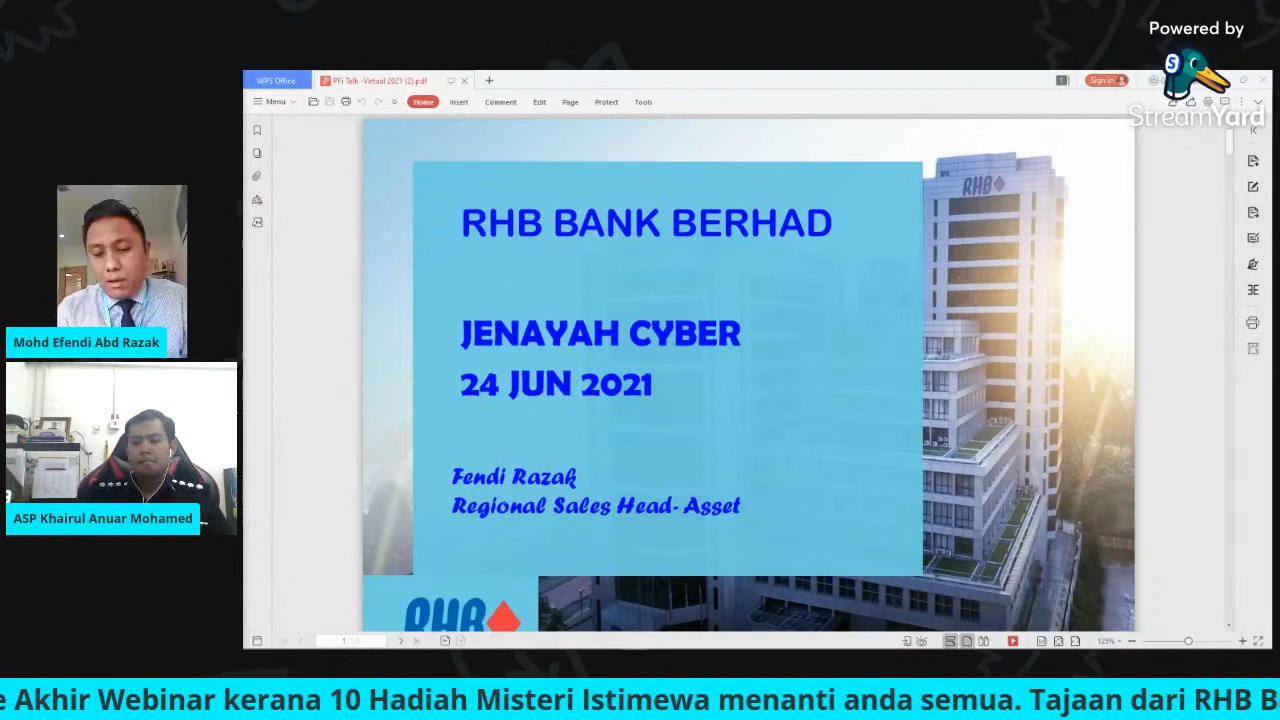 Powered by
StreamYard
WPS Office
PFi Talk -Virtual 2021 (2).pdf
Sign in
Menu
Home
Insert
Comment
Edit
Page
Protect
Tools
RHB
RHB BANK BERHAD
JENAYAH CYBER
24 JUN 2021
Fendi Razak
Regional Sales Head- Asset
RHB
Mohd Efendi Abd Razak
ASP Khairul Anuar Mohamed
125%
e Akhir Webinar kerana 10 Hadiah Misteri Istimewa menanti anda semua. Tajaan dari RHB B